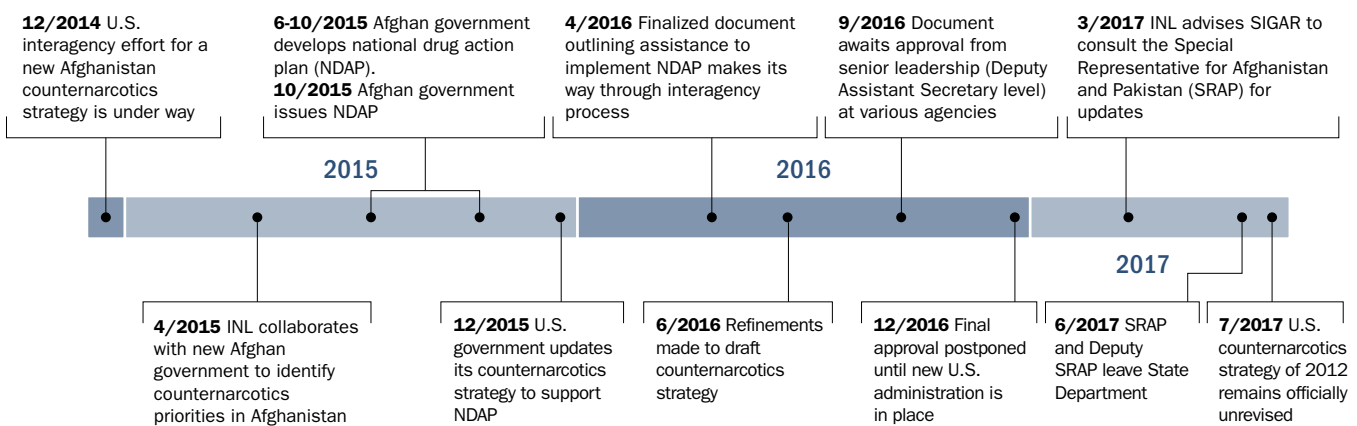 12/2014 U.S.
interagency effort for a
new Afghanistan
counternarcotics
strategy is under way
6-10/2015 Afghan government
develops national drug action
plan (NDAP).
10/2015 Afghan government
issues NDAP
4/2016 Finalized document
outlining assistance to
implement NDAP makes its
way through interagency
process
9/2016 Document
awaits approval from
senior leadership (Deputy
Assistant Secretary level)
at various agencies
3/2017 INL advises SIGAR to
consult the Special
Representative for Afghanistan
and Pakistan (SRAP) for
updates
2015
2016
2017
4/2015 INL collaborates
with new Afghan
government to identify
counternarcotics
priorities in Afghanistan
12/2015 U.S.
government updates
its counternarcotics
strategy to support
NDAP
6/2016 Refinements
made to draft
counternarcotics
strategy
12/2016 Final
approval postponed
until new U.S.
administration is
in place
6/2017 SRAP
and Deputy
SRAP leave State
Department
7/2017 U.S.
counternarcotics
strategy of 2012
remains officially
unrevised